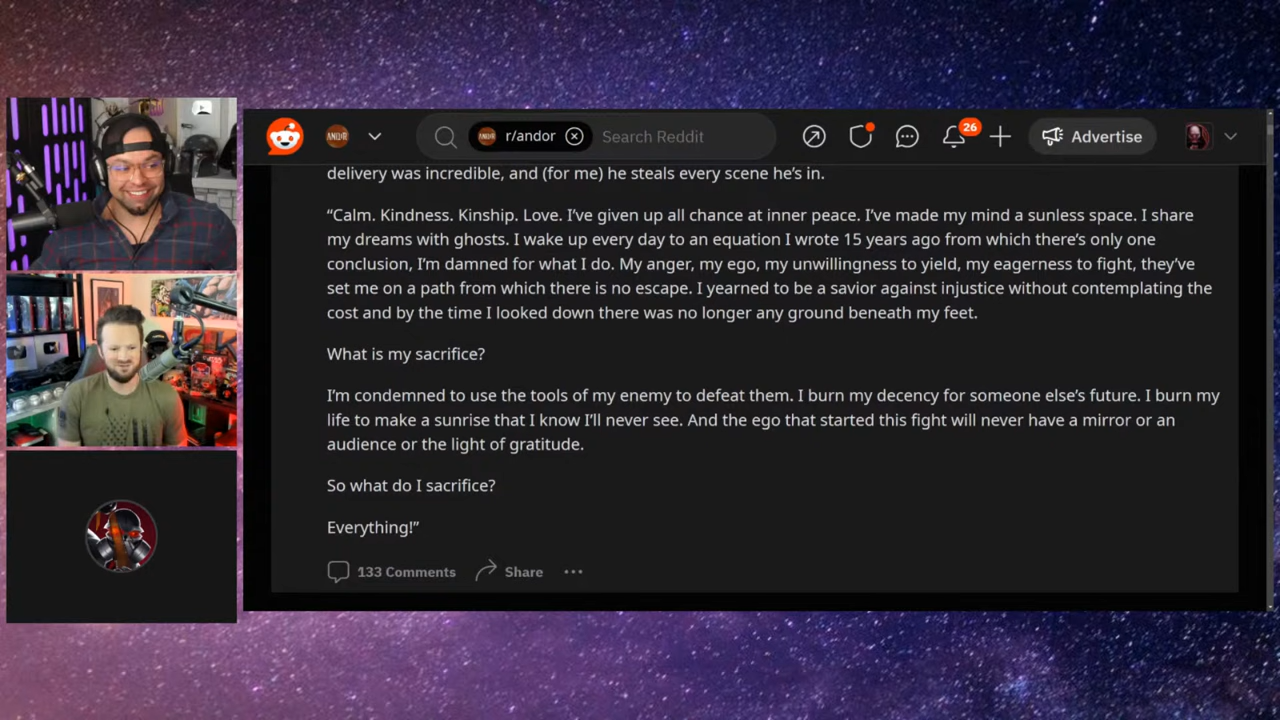 ANDOR
r/andor
Search Reddit
26
Advertise
delivery was incredible, and (for me) he steals every scene he's in.
“Calm. Kindness. Kinship. Love. I've given up all chance at inner peace. I've made my mind a sunless space. I share
my dreams with ghosts. I wake up every day to an equation I wrote 15 years ago from which there's only one
conclusion, I'm damned for what I do. My anger, my ego, my unwillingness to yield, my eagerness to fight, they've
set me on a path from which there is no escape. I yearned to be a savior against injustice without contemplating the
cost and by the time I looked down there was no longer any ground beneath my feet.
What is my sacrifice?
I'm condemned to use the tools of my enemy to defeat them. I burn my decency for someone else's future. I burn my
life to make a sunrise that I know I'll never see. And the ego that started this fight will never have a mirror or an
audience or the light of gratitude.
So what do I sacrifice?
Everything!”
133 Comments
Share